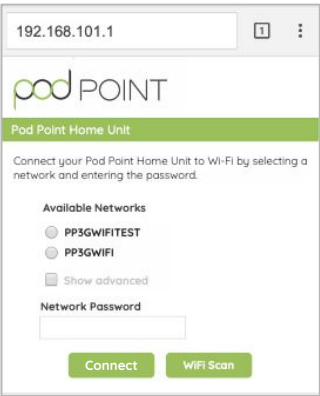 192.168.101.1
1
pod POINT
Pod Point Home Unit
Connect your Pod Point Home Unit to Wi-Fi by selecting a
network and entering the password.
Available Networks
PP3GWIFITEST
PP3GWIFI
Show advanced
Network Password
Connect
WiFi Scan